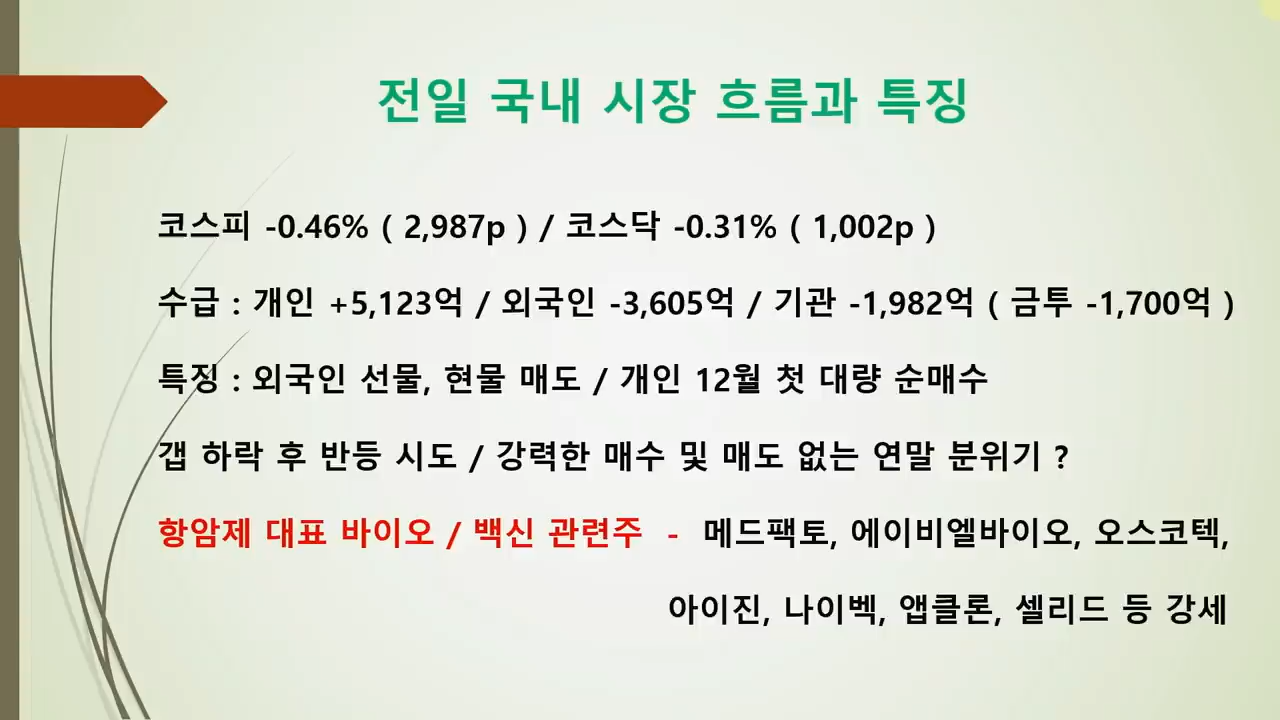 전일 국내 시장 흐름과 특징
코스피 -0.46% ( 2,987p ) / 코스닥 -0.31% ( 1,002p )
수급 : 개인 +5,123억 / 외국인 -3,605억 / 기관 -1,982억 ( 금투 -1,700억 )
특징 : 외국인 선물, 현물 매도 / 개인 12월 첫 대량 순매수
갭 하락 후 반등 시도 / 강력한 매수 및 매도 없는 연말 분위기 ?
항암제 대표 바이오 / 백신 관련주 - 메드팩토, 에이비엘바이오, 오스코텍,
아이진, 나이벡, 앱클론, 셀리드 등 강세